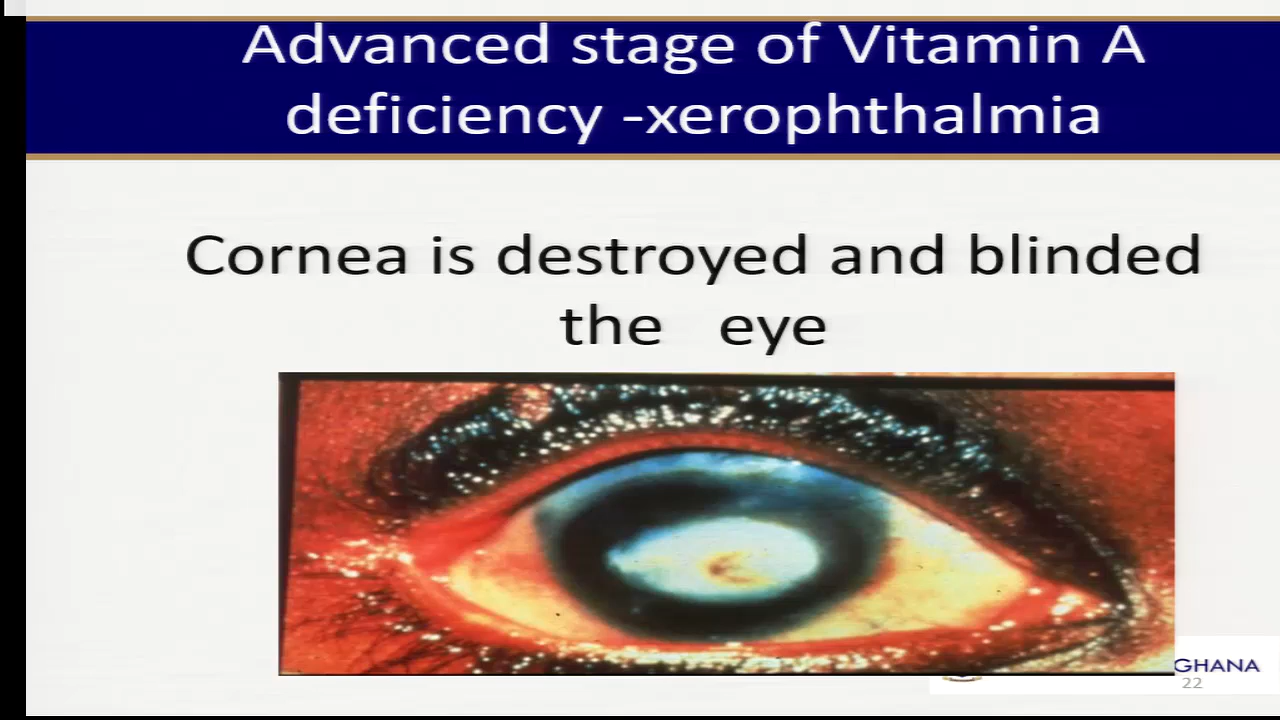 Advanced stage of Vitamin A
deficiency -xerophthalmia
Cornea is destroyed and blinded
the eye
GHANA
22